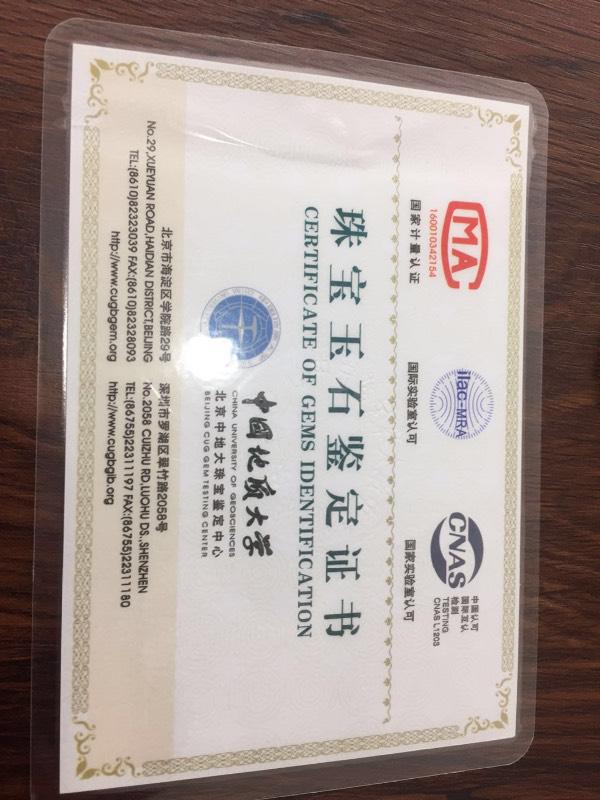 CMA
160010342154
国家计量认证
ilac-MRA
国际实验室认可
CNAS
中国认可
国际互认
检测
TESTING
CNAS L1203
国家实验室认可
珠宝玉石鉴定证书
CERTIFICATE OF GEMS IDENTIFICATION
中国地质大学
CHINA UNIVERSITY OF GEOSCIENCES
北京中地大珠宝鉴定中心
BEIJING CUG GEM TESTING CENTER
北京市海淀区学院路29号
No.29,XUEYUAN ROAD,HAIDIAN DISTRICT,BEIJING
TEL:(8610)82323039 FAX:(8610)82328093
http://www.cugbgem.org
深圳市罗湖区翠竹路2058号
No.2058 CUIZHU RD,LUOHU DS.,SHENZHEN
TEL:(86755)22311197 FAX:(86755)22311180
http://www.cugbgib.org